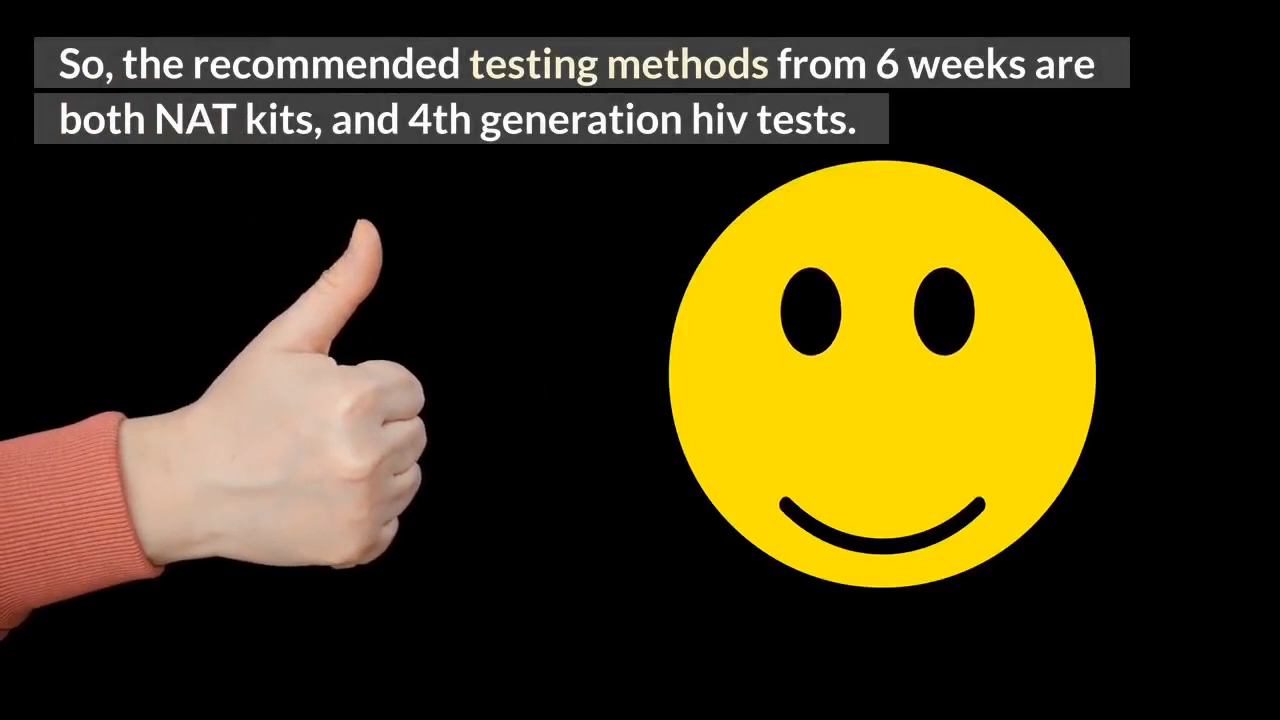 So, the recommended testing methods from 6 weeks are
both NAT kits, and 4th generation hiv tests.